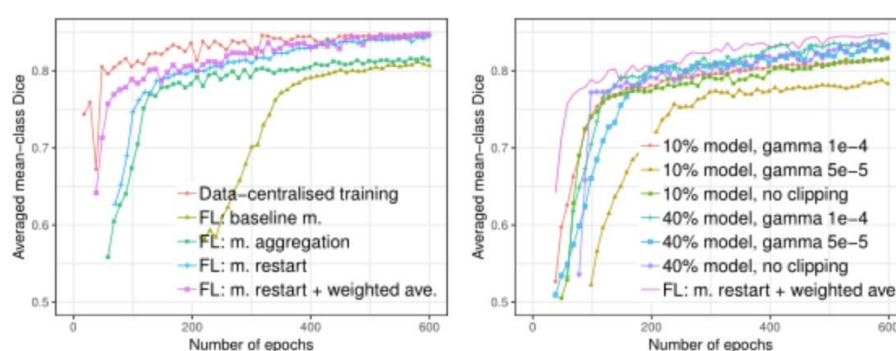 Averaged mean-class Dice
0.8
0.7
0.6
0.5
Data-centralised training
FL: baseline m.
FL: m. aggregation
FL: m. restart
FL: m. restart + weighted ave.
0 200 400 600
Number of epochs
Averaged mean-class Dice
0.8
0.7
0.6
0.5
10% model, gamma 1e-4
10% model, gamma 5e-5
10% model, no clipping
40% model, gamma 1e-4
40% model, gamma 5e-5
40% model, no clipping
FL: m. restart + weighted ave
0 200 400 600
Number of epochs